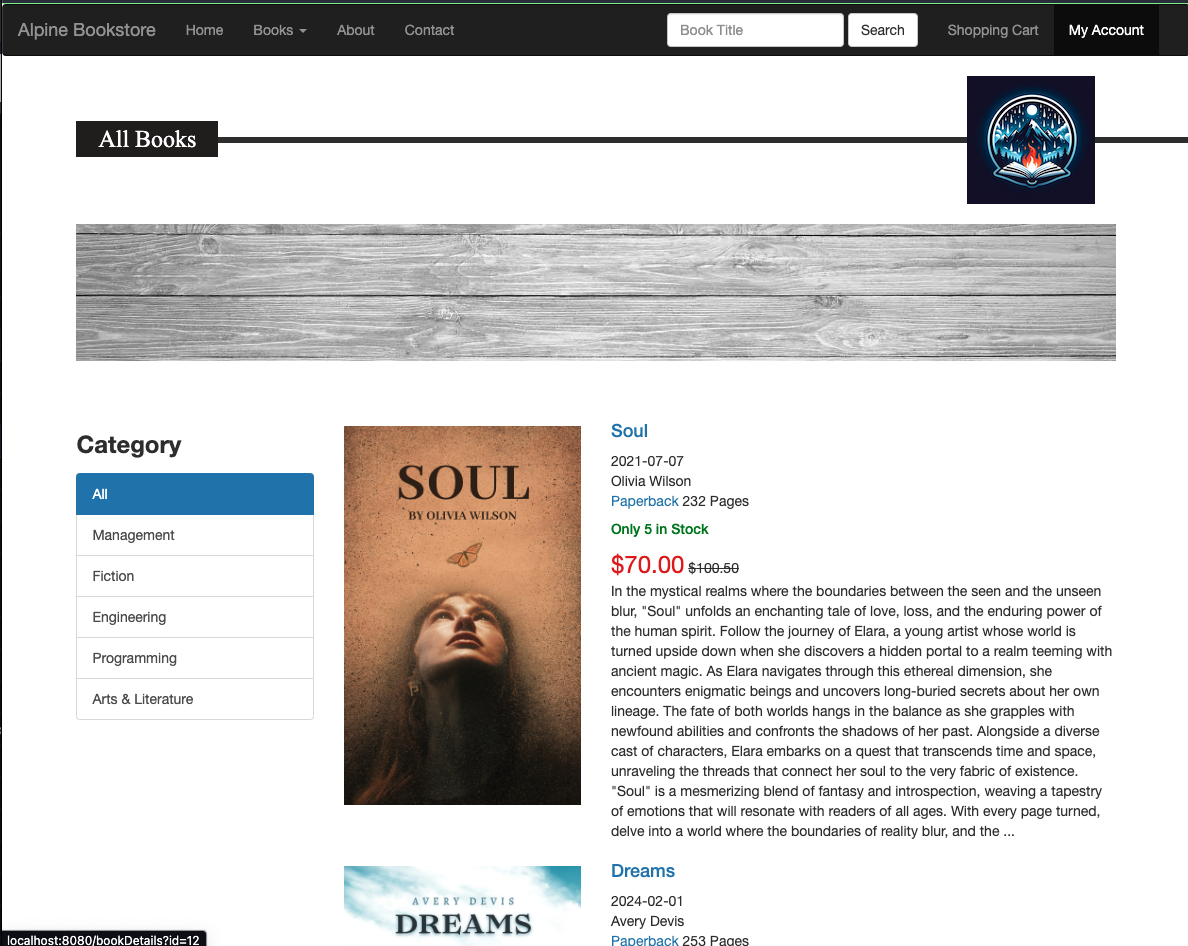 Alpine Bookstore Home Books About Contact Book Title Search Shopping Cart My Account
All Books
Category
All
Management
Fiction
Engineering
Programming
Arts & Literature
SOUL
BY OLIVIA WILSON
Soul
2021-07-07
Olivia Wilson
Paperback 232 Pages
Only 5 in Stock
$70.00 $100.50
In the mystical realms where the boundaries between the seen and the unseen
blur, "Soul" unfolds an enchanting tale of love, loss, and the enduring power of
the human spirit. Follow the journey of Elara, a young artist whose world is
turned upside down when she discovers a hidden portal to a realm teeming with
ancient magic. As Elara navigates through this ethereal dimension, she
encounters enigmatic beings and uncovers long-buried secrets about her own
lineage. The fate of both worlds hangs in the balance as she grapples with
newfound abilities and confronts the shadows of her past. Alongside a diverse
cast of characters, Elara embarks on a quest that transcends time and space,
unraveling the threads that connect her soul to the very fabric of existence.
"Soul" is a mesmerizing blend of fantasy and introspection, weaving a tapestry
of emotions that will resonate with readers of all ages. With every page turned,
delve into a world where the boundaries of reality blur, and the ...
AVERY DEVIS
DREAMS
Dreams
2024-02-01
Avery Devis
Paperback 253 Pages
localhost:8080/bookDetails?id=12